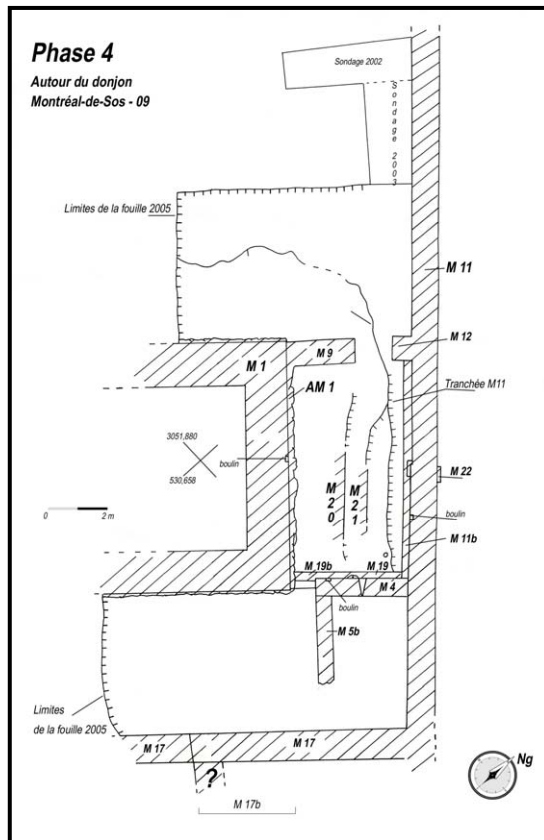 Phase 4
Autour du donjon
Montréal-de-Sos - 09
Sondage 2002
Sondage 2003
Limites de la fouille 2005
M 11
M 12
M 9
M 1
AM 1
Tranchée M11
3051,880
530,658
boulin
M 22
M20
M21
boulin
0 2 m
M 11b
M 19b
M 19
M 4
boulin
M 5b
Limites
de la fouille 2005
M 17
M 17
?
M 17b
Ng